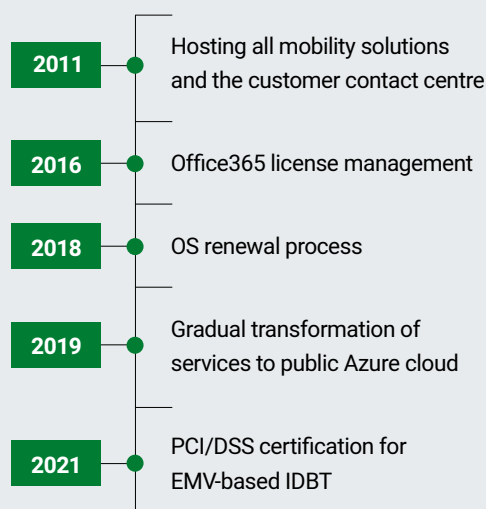 2011
Hosting all mobility solutions
and the customer contact centre
2016
Office365 license management
2018
OS renewal process
2019
Gradual transformation of
services to public Azure cloud
2021
PCI/DSS certification for
EMV-based IDBT